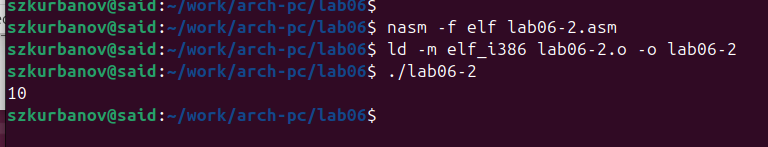 szkurbanov@said:~/work/arch-pc/lab06$
szkurbanov@said:~/work/arch-pc/lab06$ nasm -f elf lab06-2.asm
szkurbanov@said:~/work/arch-pc/lab06$ ld -m elf_i386 lab06-2.o -o lab06-2
szkurbanov@said:~/work/arch-pc/lab06$ ./lab06-2
10
szkurbanov@said:~/work/arch-pc/lab06$